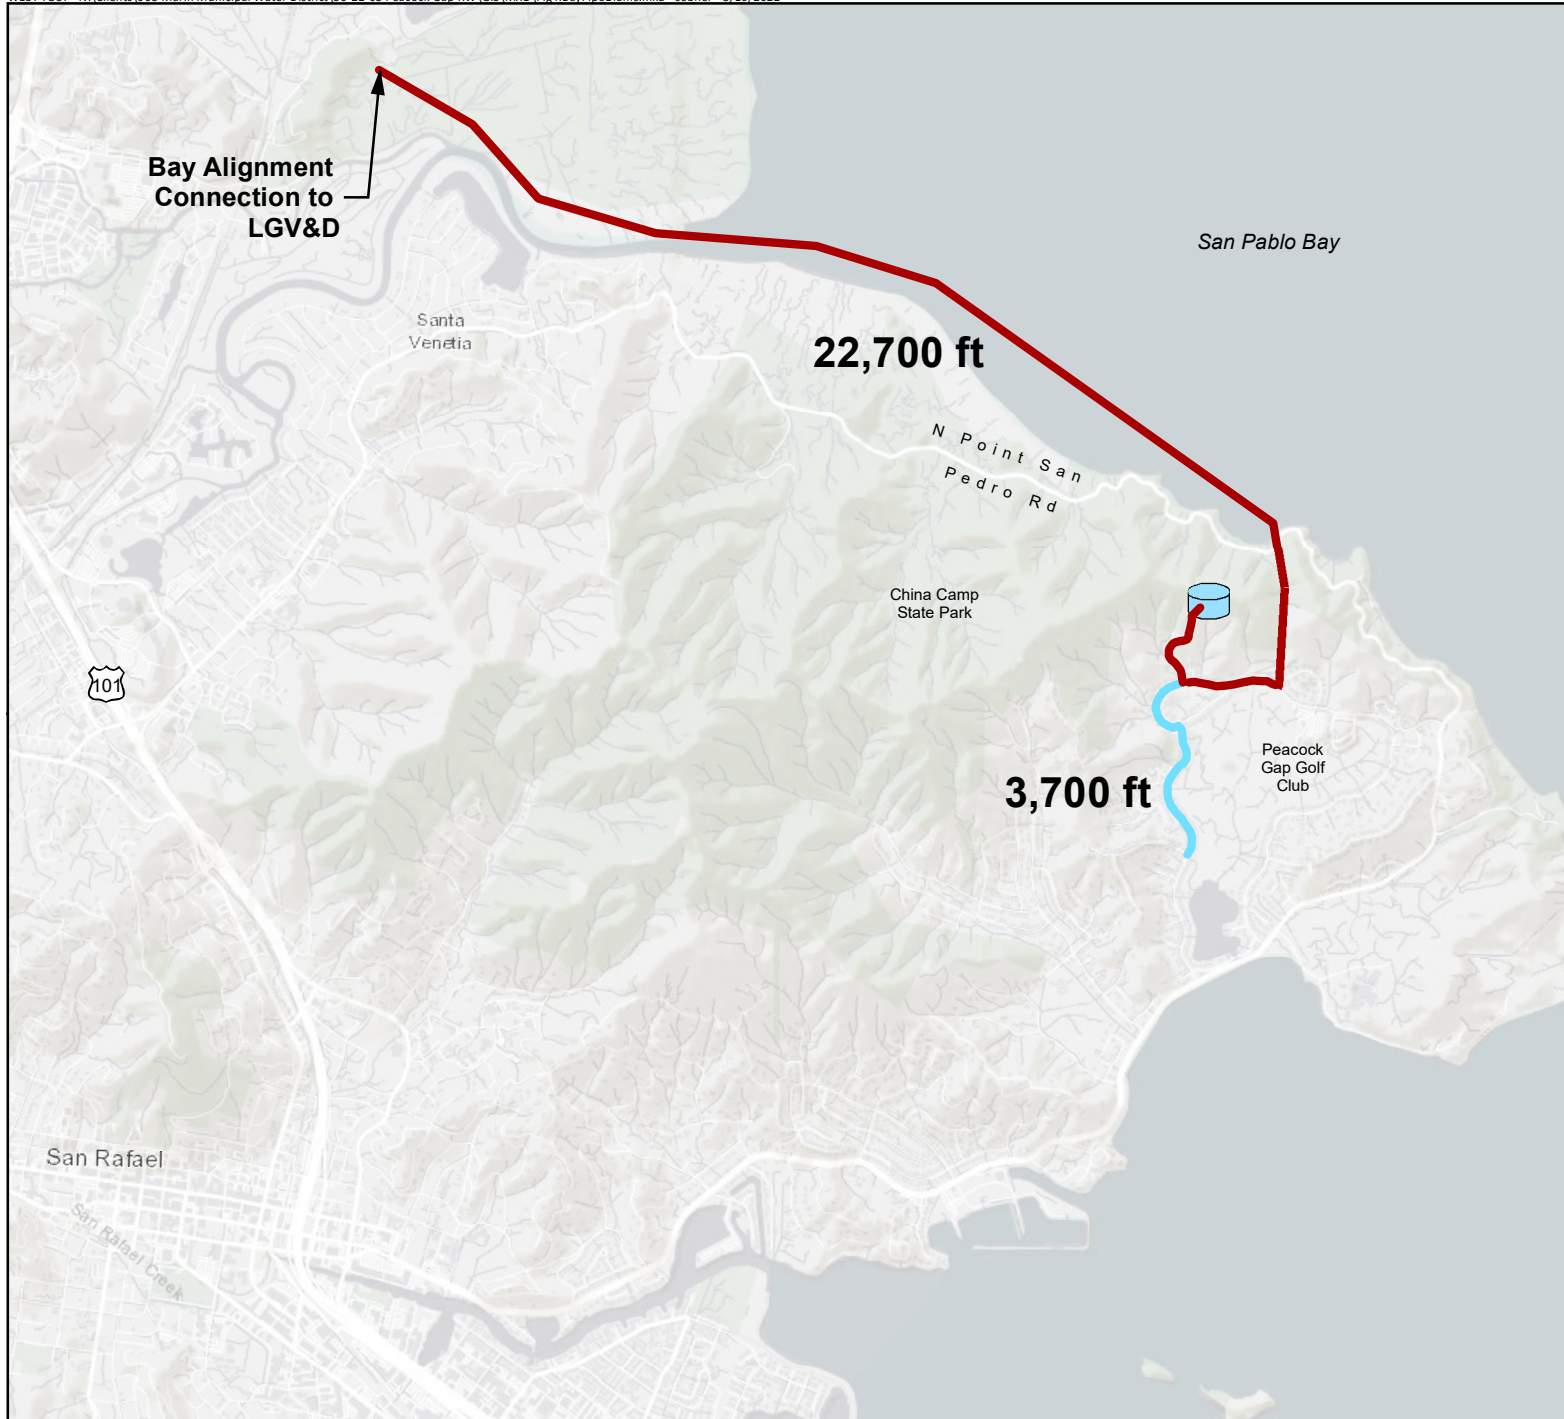 Bay Alignment
Connection to
LGV&D
San Pablo Bay
Santa
Venetia
22,700 ft
N Point San
Pedro Rd
China Camp
State Park
101
Peacock
Gap Golf
Club
3,700 ft
San Rafael
San Rafael Creek